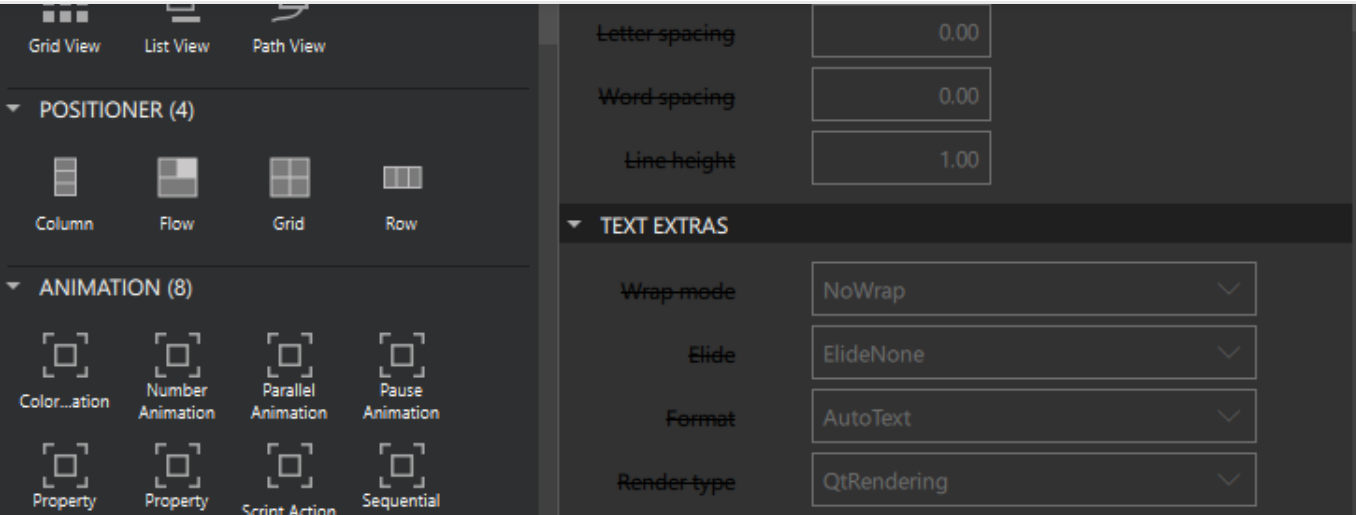 Grid View List View Path View
POSITIONER (4)
Column Flow Grid Row
ANIMATION (8)
Color...ation Number Animation Parallel Animation Pause Animation
Property Property Script Action Sequential
Letter spacing 0.00
Word spacing 0.00
Line height 1.00
TEXT EXTRAS
Wrap mode NoWrap
Elide ElideNone
Format AutoText
Render type QtRendering